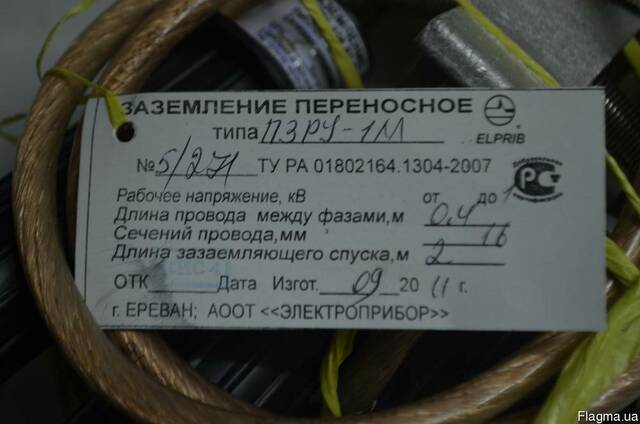 ЗАЗЕМЛЕНИЕ ПЕРЕНОСНОЕ
типа ПЗРУ-1М
ELPRIB
№ 5/271 ТУ РА 01802164.1304-2007
Рабочее напряжение, кВ от до 1
Длина провода между фазами,м 0,4
Сечений провода,мм 16
Длина зазаемляющего спуска,м 2
ОТК Дата Изгот. 09 20 11 г.
г. ЕРЕВАН; АООТ <<ЭЛЕКТРОПРИБОР>>
Flagma.ua